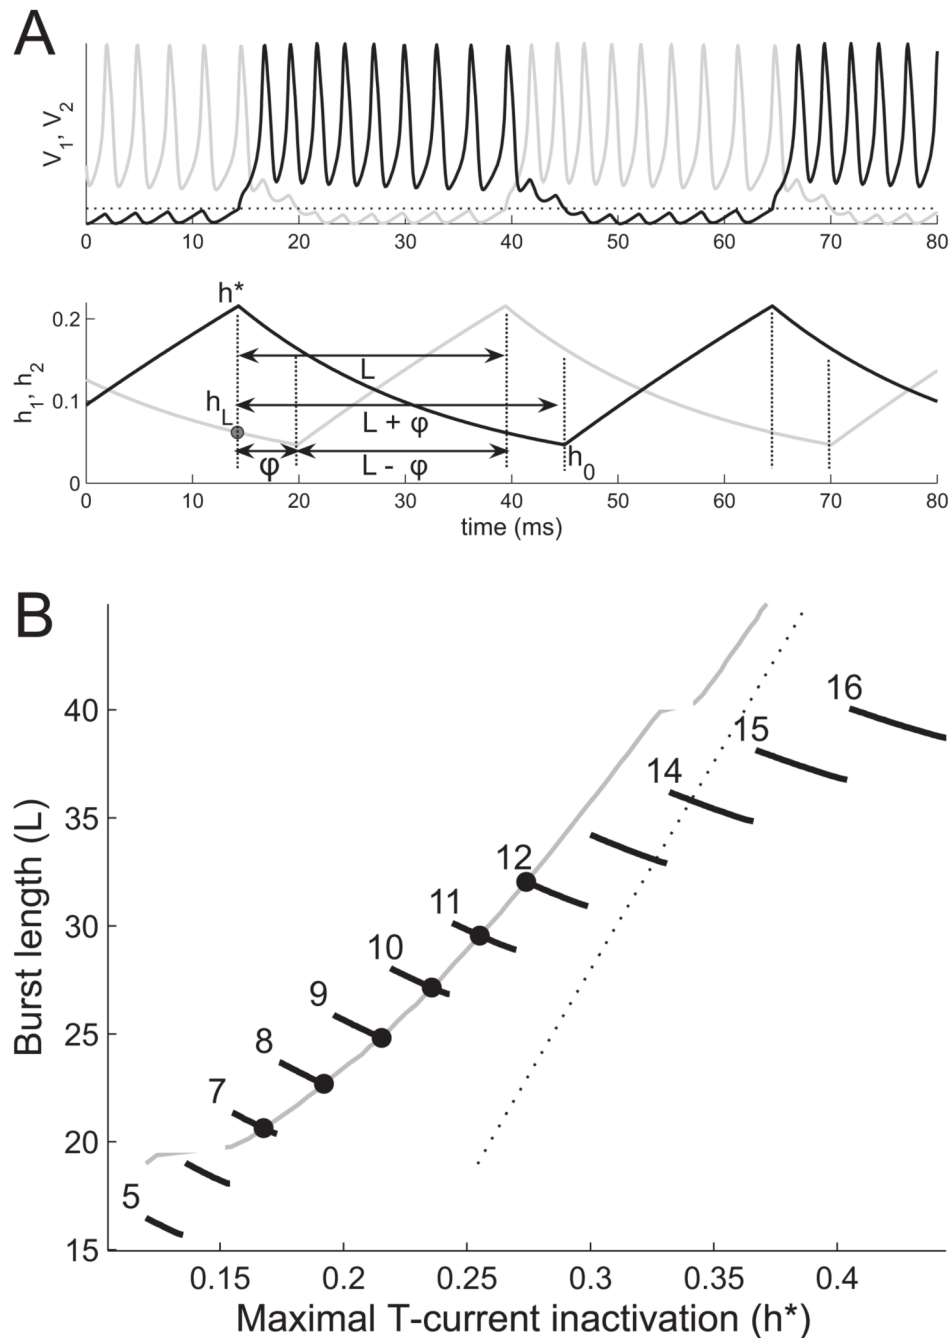 A
V₁, V₂
0 10 20 30 40 50 60 70 80
h*
0.2
L
h₁, h₂
0.1
h_L
L + φ
φ
L - φ
h₀
0
0 10 20 30 40 50 60 70 80
time (ms)
B
Burst length (L)
40
35
30
25
20
15
16
15
14
12
11
10
9
8
7
5
0.15 0.2 0.25 0.3 0.35 0.4
Maximal T-current inactivation (h*)